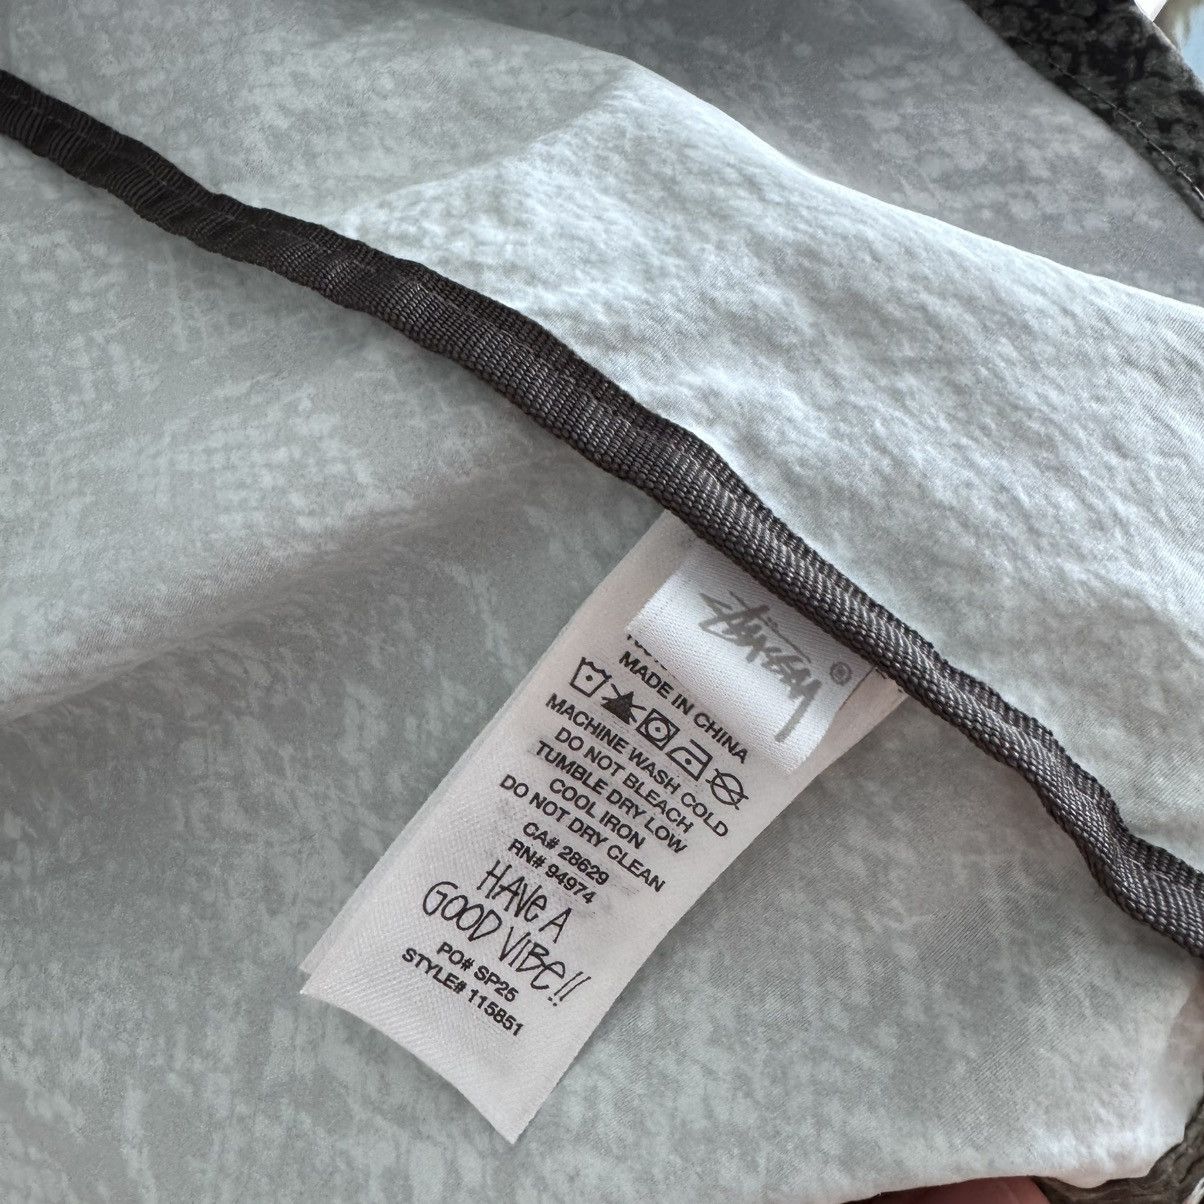 Stüssy ®
MADE IN CHINA
MACHINE WASH COLD
DO NOT BLEACH
TUMBLE DRY LOW
COOL IRON
DO NOT DRY CLEAN
CA# 28629
RN# 94974
HAVE A
GOOD VIBE!!
PO# SP25
STYLE# 115851